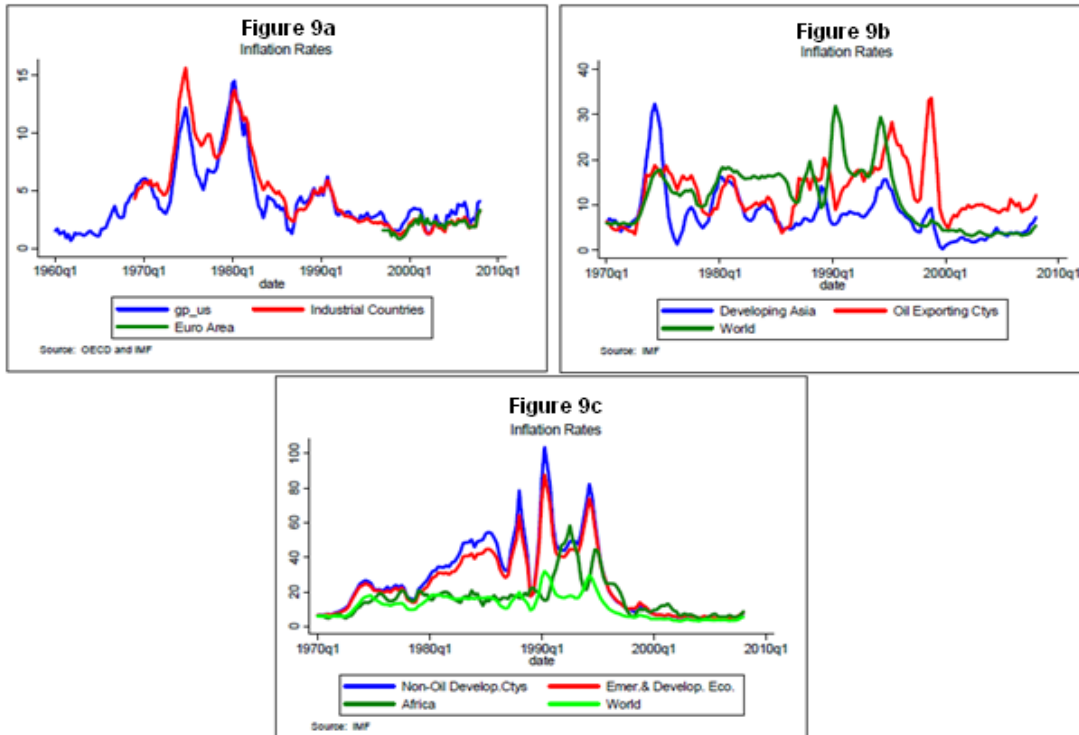 Figure 9a
Inflation Rates
15
10
5
0
1960q1 1970q1 1980q1 1990q1 2000q1 2010q1
date
gp_us Industrial Countries
Euro Area
Source: OECD and IMF
Figure 9b
Inflation Rates
40
30
20
10
0
1970q1 1980q1 1990q1 2000q1 2010q1
date
Developing Asia Oil Exporting Ctys
World
Source: IMF
Figure 9c
Inflation Rates
100
80
60
40
20
0
1970q1 1980q1 1990q1 2000q1 2010q1
date
Non-Oil Develop.Ctys Emer.& Develop. Eco.
Africa World
Source: IMF